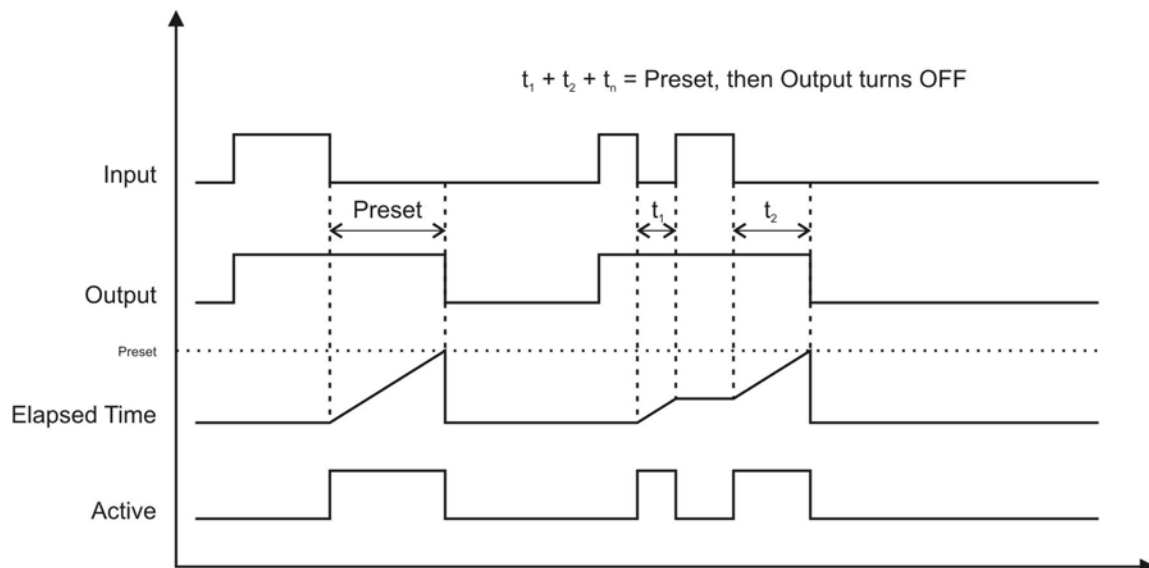 t₁ + t₂ + tₙ = Preset, then Output turns OFF
Input
Preset
t₁
t₂
Output
Preset
Elapsed Time
Active